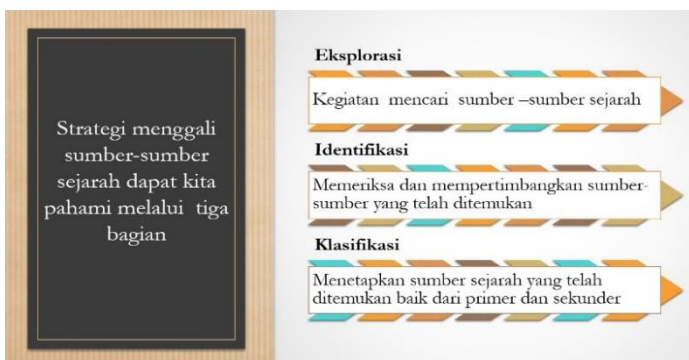 Strategi menggali
sumber-sumber
sejarah dapat kita
pahami melalui tiga
bagian
Eksplorasi
Kegiatan mencari sumber –sumber sejarah
Identifikasi
Memeriksa dan mempertimbangkan sumber-
sumber yang telah ditemukan
Klasifikasi
Menetapkan sumber sejarah yang telah
ditemukan baik dari primer dan sekunder